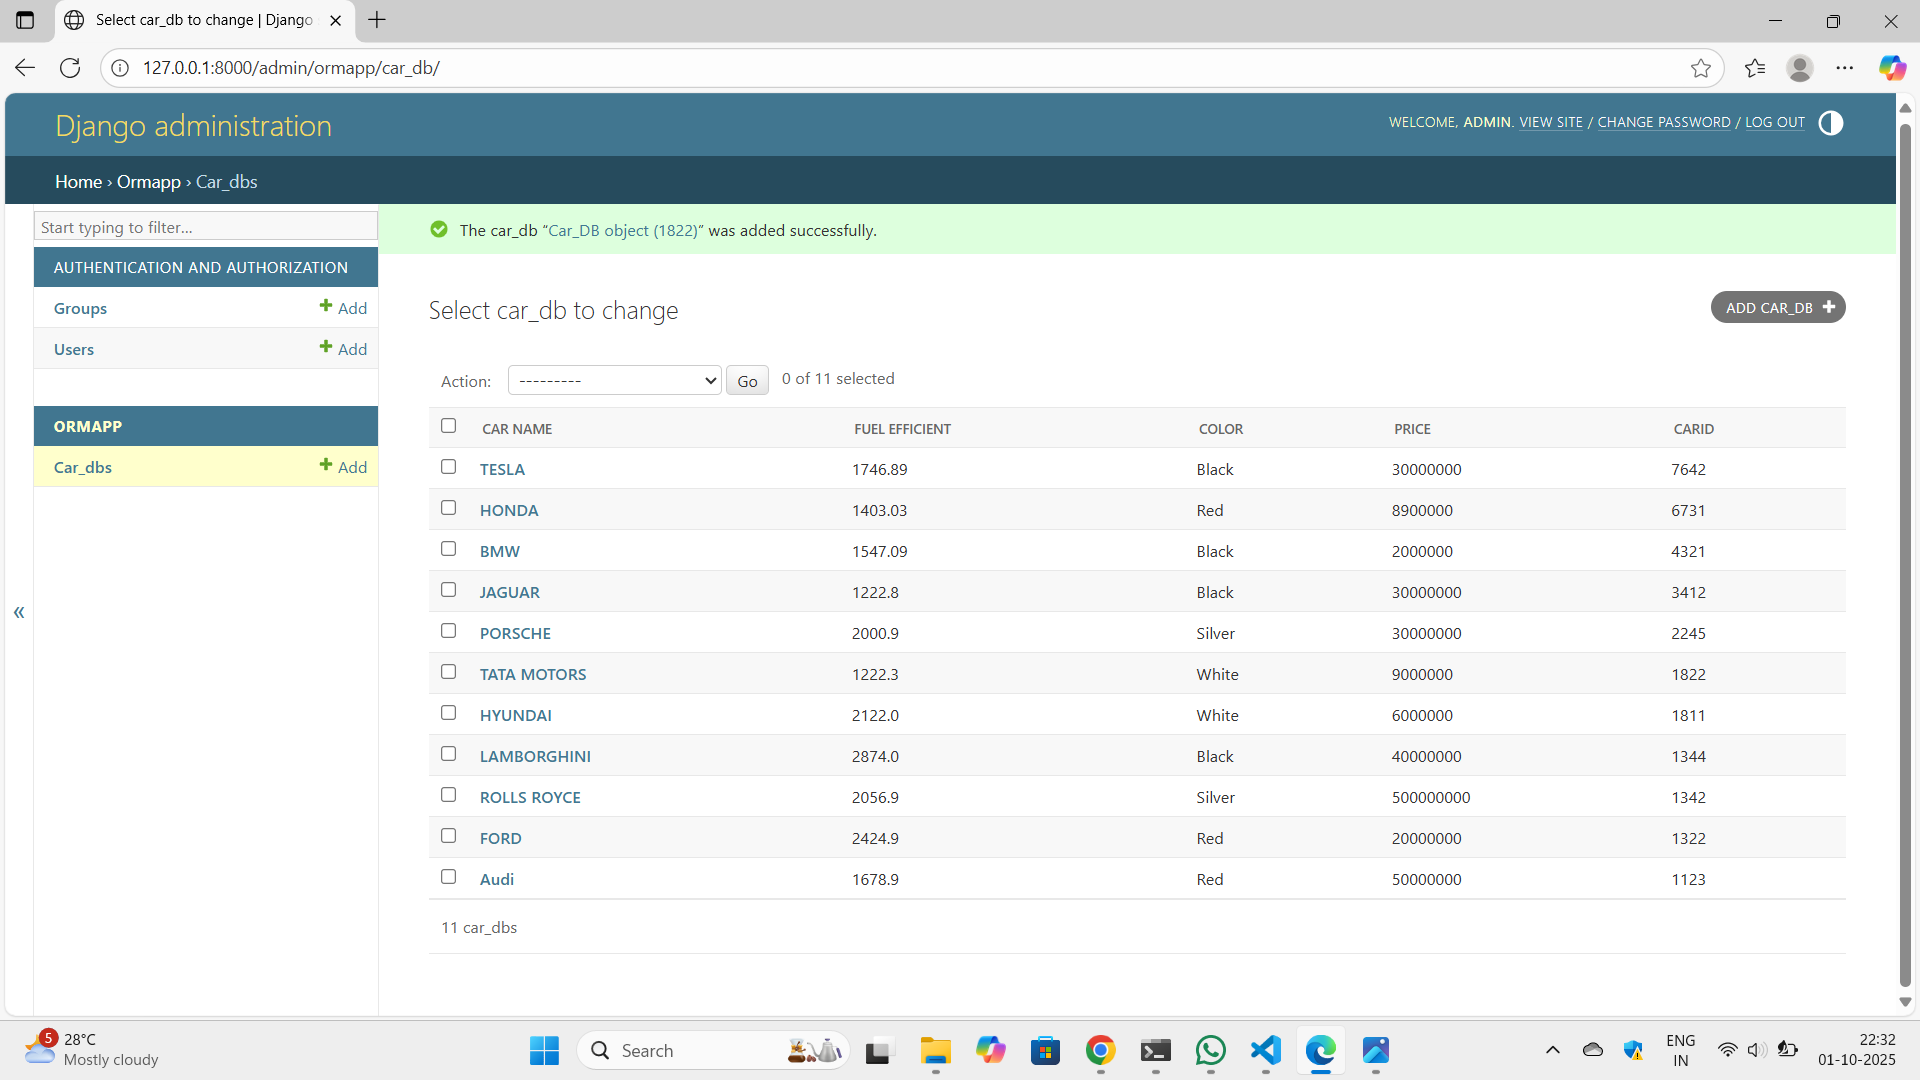 Select car_db to change | Django
127.0.0.1:8000/admin/ormapp/car_db/
Django administration
WELCOME, ADMIN. VIEW SITE / CHANGE PASSWORD / LOG OUT
Home › Ormapp › Car_dbs
Start typing to filter...
The car_db “Car_DB object (1822)” was added successfully.
AUTHENTICATION AND AUTHORIZATION
Groups + Add
Users + Add
ORMAPP
Car_dbs + Add
«
Select car_db to change
ADD CAR_DB +
Action: --------- Go 0 of 11 selected
CAR NAME FUEL EFFICIENT COLOR PRICE CARID
TESLA 1746.89 Black 30000000 7642
HONDA 1403.03 Red 8900000 6731
BMW 1547.09 Black 2000000 4321
JAGUAR 1222.8 Black 30000000 3412
PORSCHE 2000.9 Silver 30000000 2245
TATA MOTORS 1222.3 White 9000000 1822
HYUNDAI 2122.0 White 6000000 1811
LAMBORGHINI 2874.0 Black 40000000 1344
ROLLS ROYCE 2056.9 Silver 500000000 1342
FORD 2424.9 Red 20000000 1322
Audi 1678.9 Red 50000000 1123
11 car_dbs
5
28°C
Mostly cloudy
Search
ENG
IN
22:32
01-10-2025